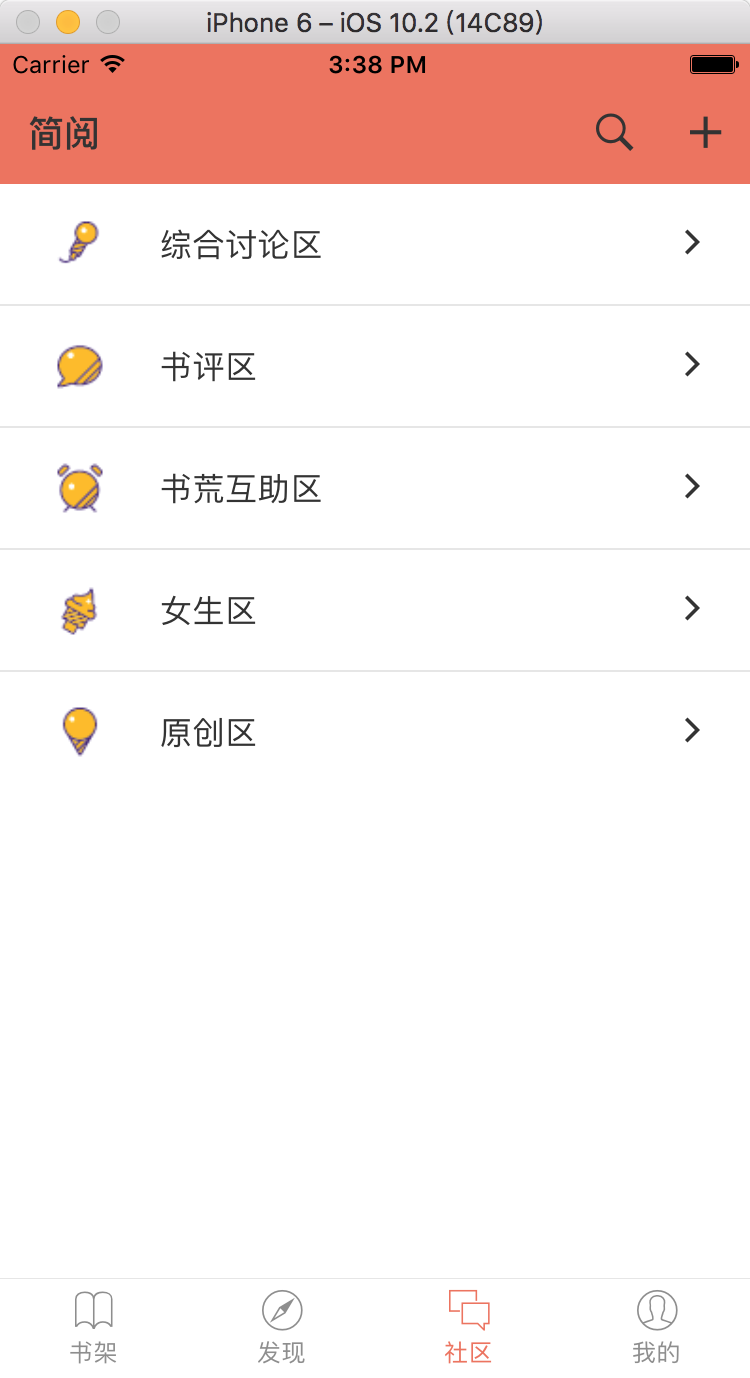 iPhone 6 – iOS 10.2 (14C89)
Carrier 3:38 PM
简阅
综合讨论区
书评区
书荒互助区
女生区
原创区
书架 发现 社区 我的